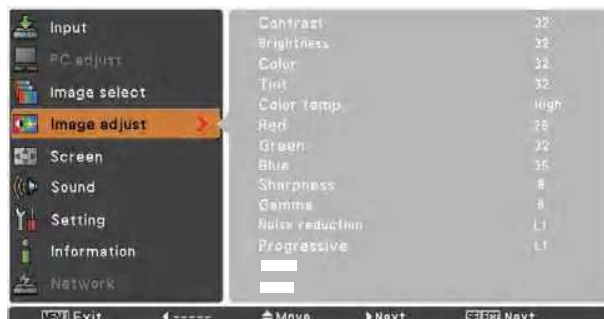 Input
PC adjust
Image select
Image adjust
Screen
Sound
Setting
Information
Network
Contrast 32
Brightness 32
Color 32
Tint 32
Color temp. High
Red
Green 32
Blue 35
Sharpness 8
Gamma 8
Noise reduction L1
Progressive L1
MENU Exit ◄ ----- Move ► Next SELECT Next